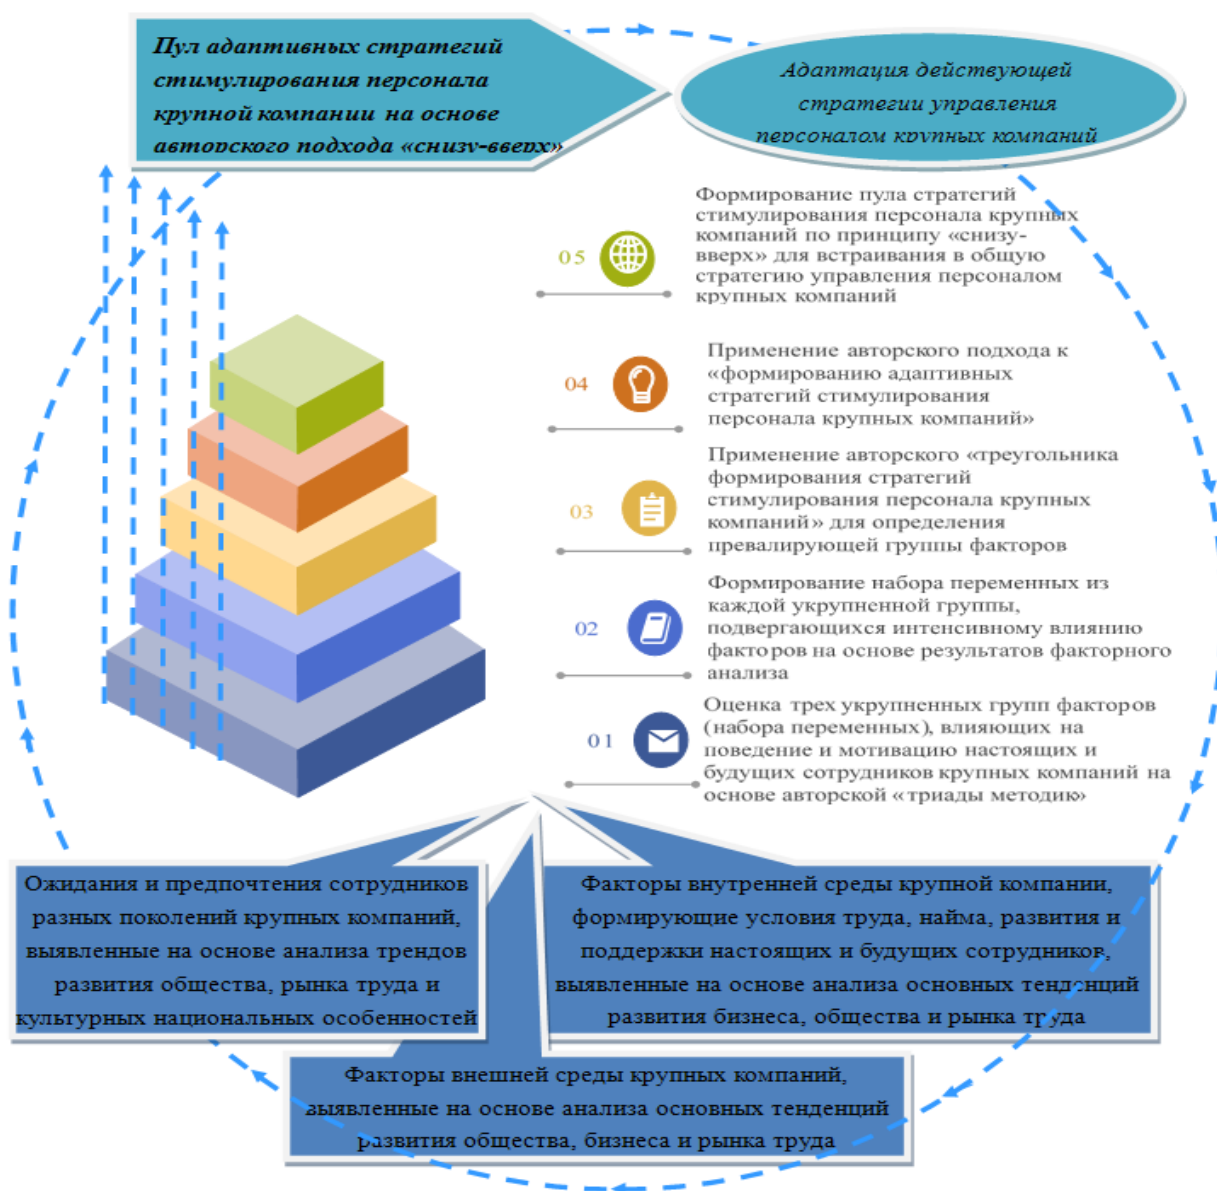 Пул адаптивных стратегий
стимулирования персонала
крупной компании на основе
авторского подхода «снизу-вверх»
Адаптация действующей
стратегии управления
персоналом крупных компаний
05
Формирование пула стратегий
стимулирования персонала крупных
компаний по принципу «снизу-
вверх» для встраивания в общую
стратегию управления персоналом
крупных компаний
04
Применение авторского подхода к
«формированию адаптивных
стратегий стимулирования
персонала крупных компаний»
03
Применение авторского «треугольника
формирования стратегий
стимулирования персонала крупных
компаний» для определения
превалирующей группы факторов
02
Формирование набора переменных из
каждой укрупненной группы,
подвергающихся интенсивному влиянию
факторов на основе результатов факторного
анализа
01
Оценка трех укрупненных групп факторов
(набора переменных), влияющих на
поведение и мотивацию настоящих и
будущих сотрудников крупных компаний на
основе авторской «триады методик»
Ожидания и предпочтения сотрудников
разных поколений крупных компаний,
выявленные на основе анализа трендов
развития общества, рынка труда и
культурных национальных особенностей
Факторы внутренней среды крупной компании,
формирующие условия труда, найма, развития и
поддержки настоящих и будущих сотрудников,
выявленные на основе анализа основных тенденций
развития бизнеса, общества и рынка труда
Факторы внешней среды крупных компаний,
выявленные на основе анализа основных тенденций
развития общества, бизнеса и рынка труда